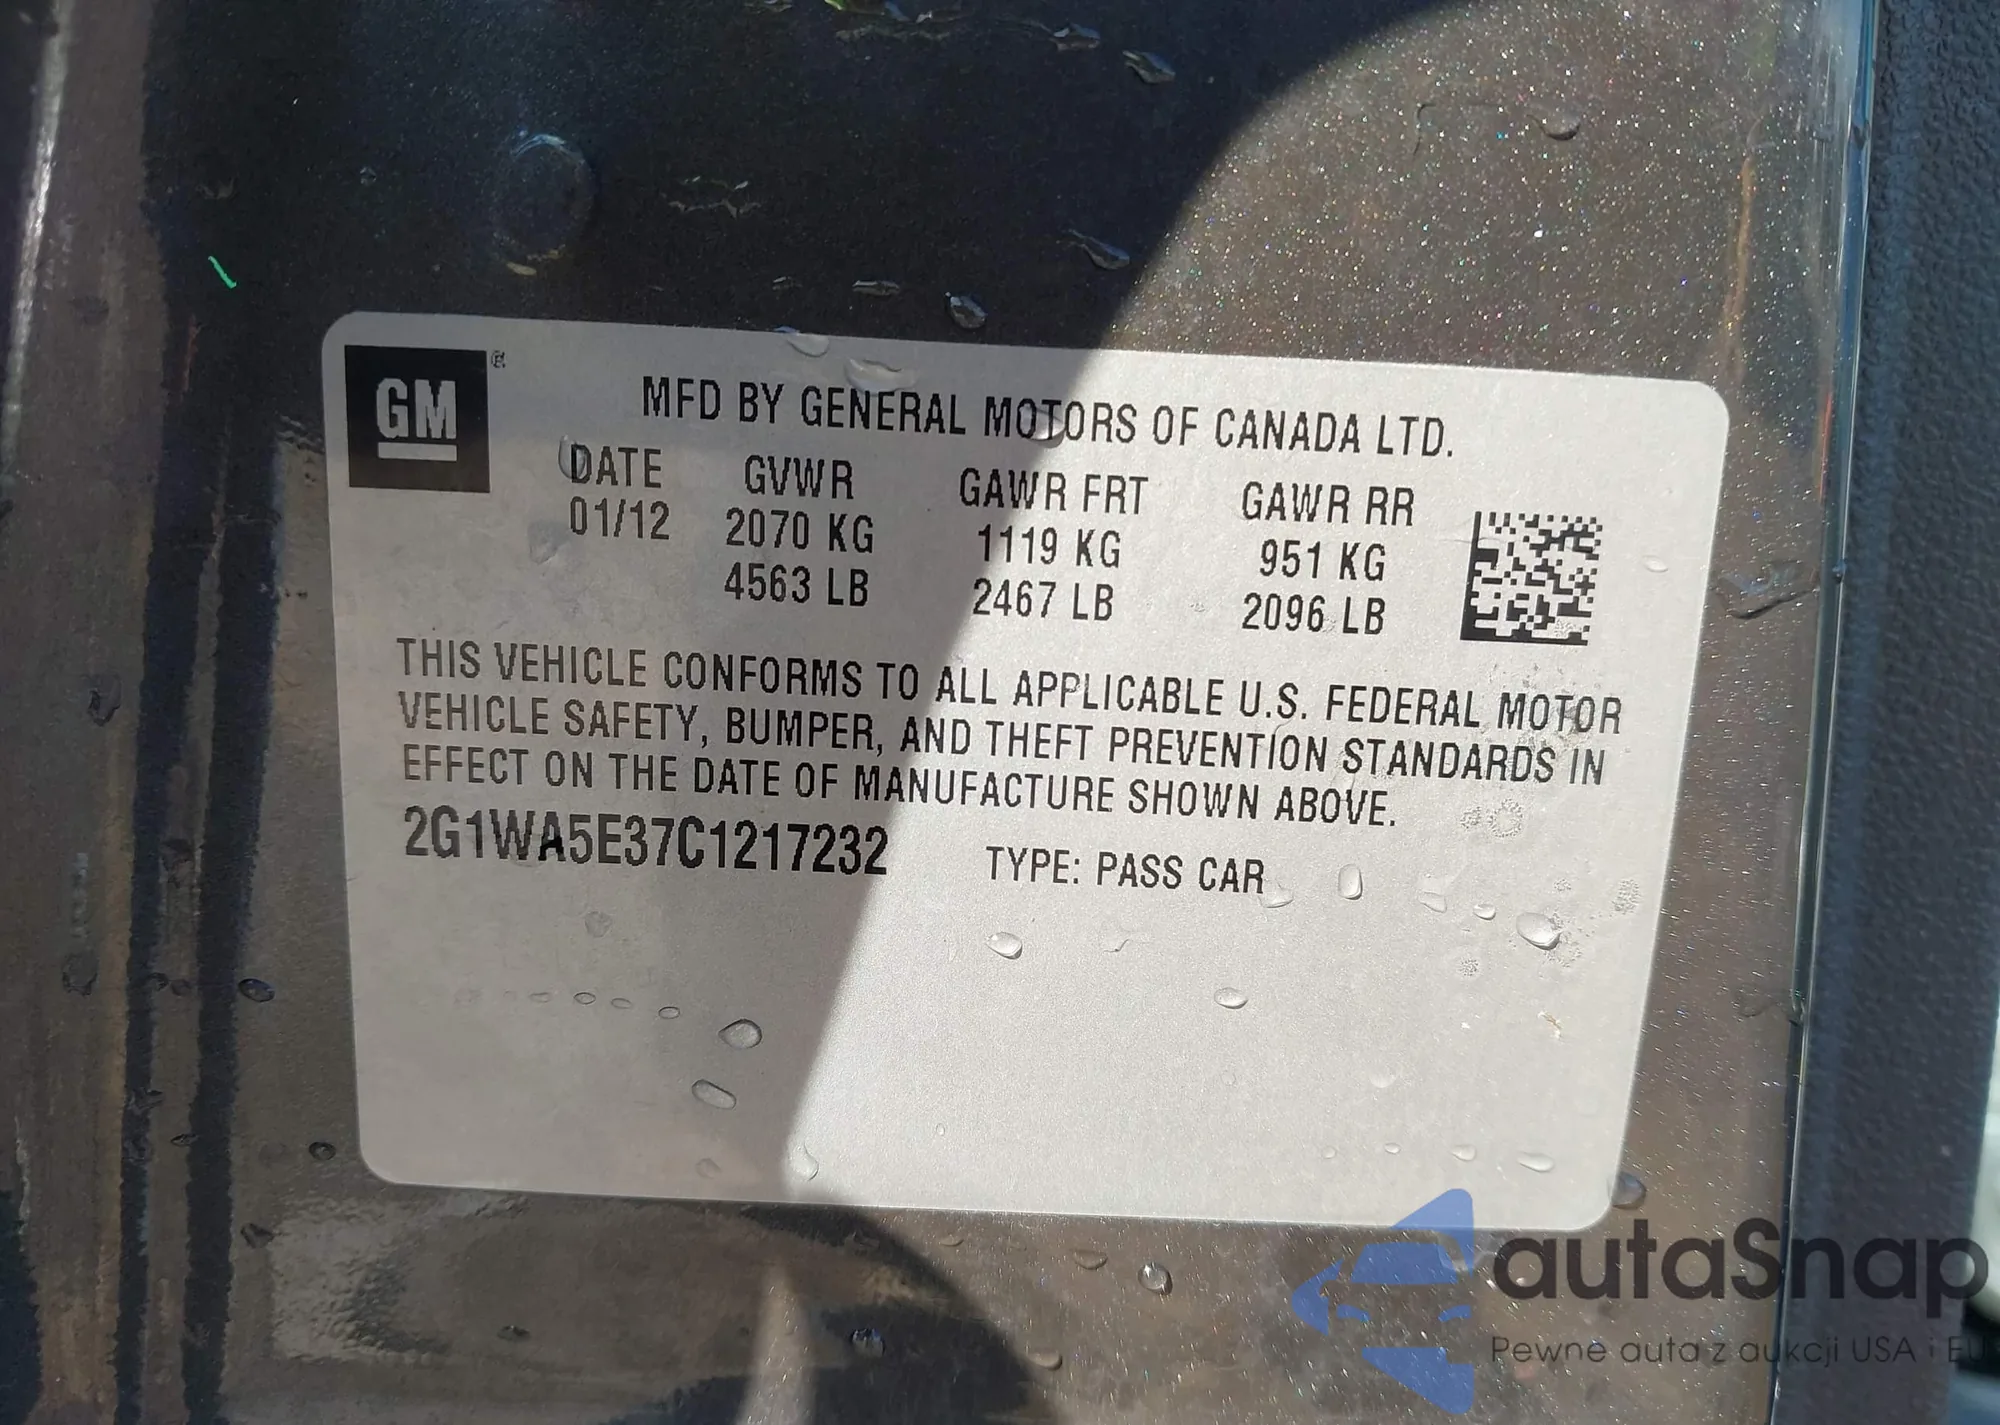 GM
MFD BY GENERAL MOTORS OF CANADA LTD.
DATE GVWR GAWR FRT GAWR RR
01/12 2070 KG 1119 KG 951 KG
4563 LB 2467 LB 2096 LB
THIS VEHICLE CONFORMS TO ALL APPLICABLE U.S. FEDERAL MOTOR
VEHICLE SAFETY, BUMPER, AND THEFT PREVENTION STANDARDS IN
EFFECT ON THE DATE OF MANUFACTURE SHOWN ABOVE.
2G1WA5E37C1217232 TYPE: PASS CAR
autaSnap
Pewne auta z aukcji USA i EU